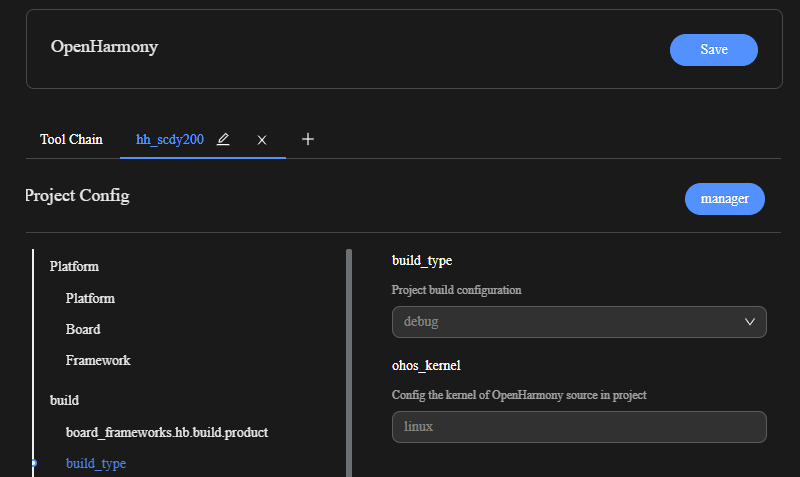 OpenHarmony
Save
Tool Chain
hh_scdy200
Project Config
manager
Platform
Platform
Board
Framework
build
board_frameworks.hb.build.product
build_type
build_type
Project build configuration
debug
ohos_kernel
Config the kernel of OpenHarmony source in project
linux